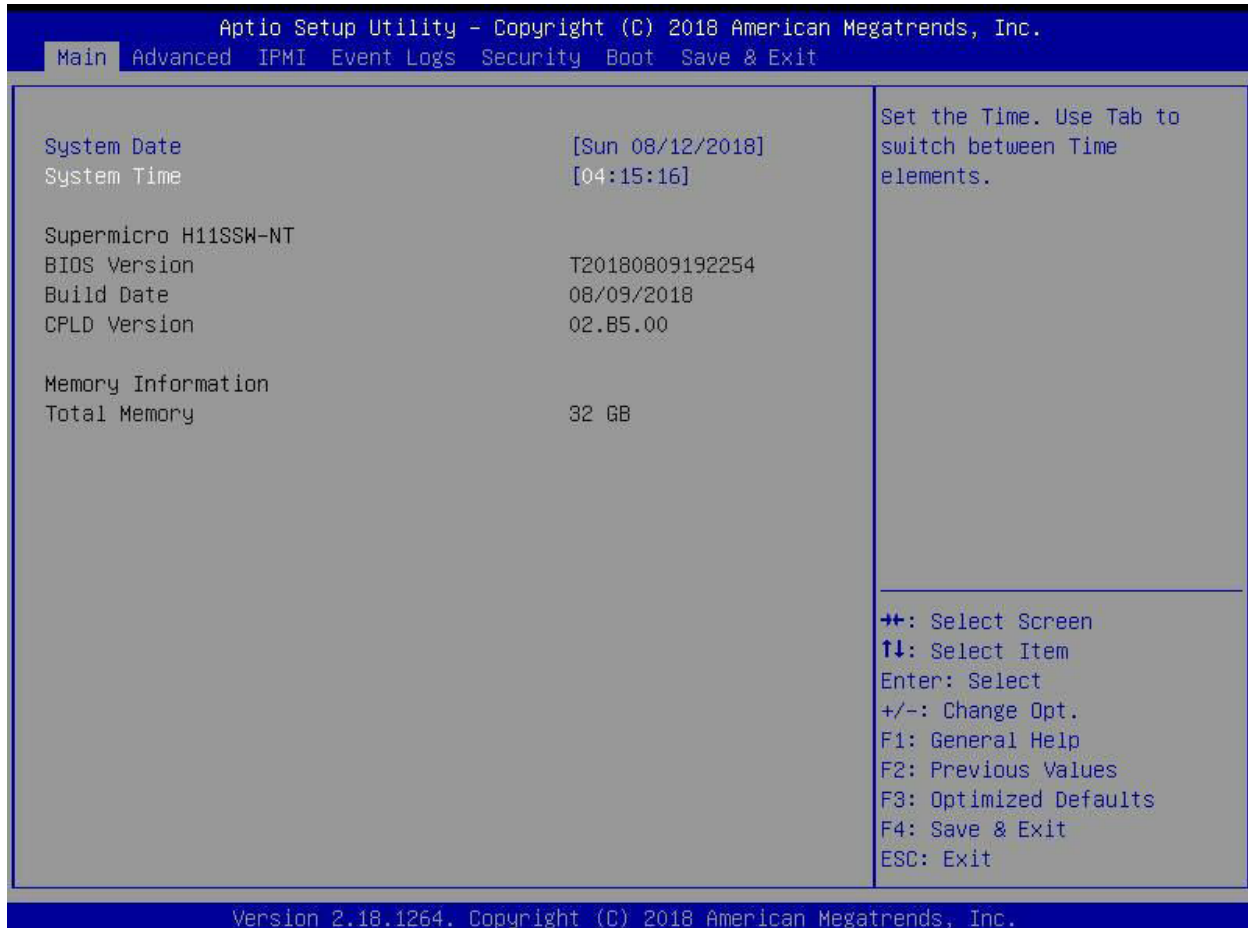 Aptio Setup Utility – Copyright (C) 2018 American Megatrends, Inc.
Main Advanced IPMI Event Logs Security Boot Save & Exit
System Date [Sun 08/12/2018]
System Time [04:15:16]
Supermicro H11SSW-NT
BIOS Version T20180809192254
Build Date 08/09/2018
CPLD Version 02.B5.00
Memory Information
Total Memory 32 GB
Set the Time. Use Tab to
switch between Time
elements.
→←: Select Screen
↑↓: Select Item
Enter: Select
+/-: Change Opt.
F1: General Help
F2: Previous Values
F3: Optimized Defaults
F4: Save & Exit
ESC: Exit
Version 2.18.1264. Copyright (C) 2018 American Megatrends, Inc.